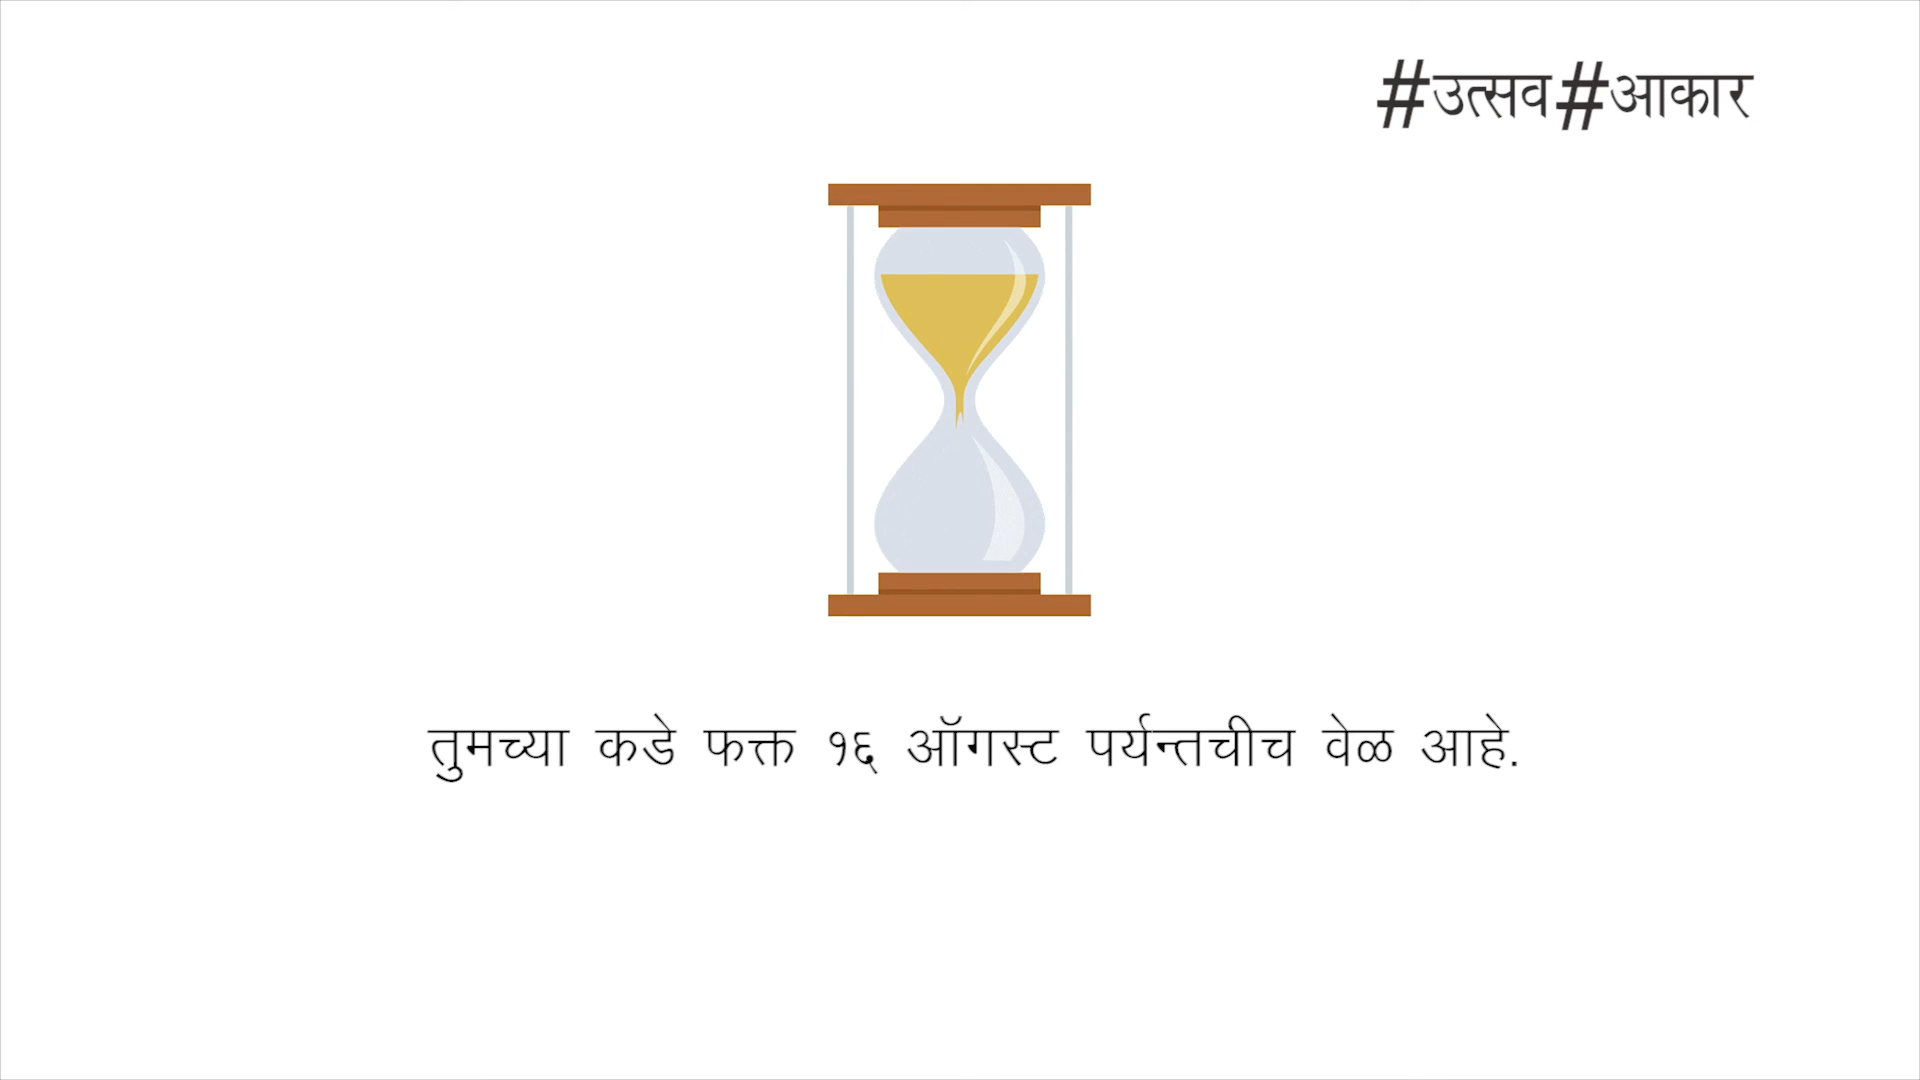 #उत्सव#आकार
तुमच्या कडे फक्त १६ ऑगस्ट पर्यन्तचीच वेळ आहे.